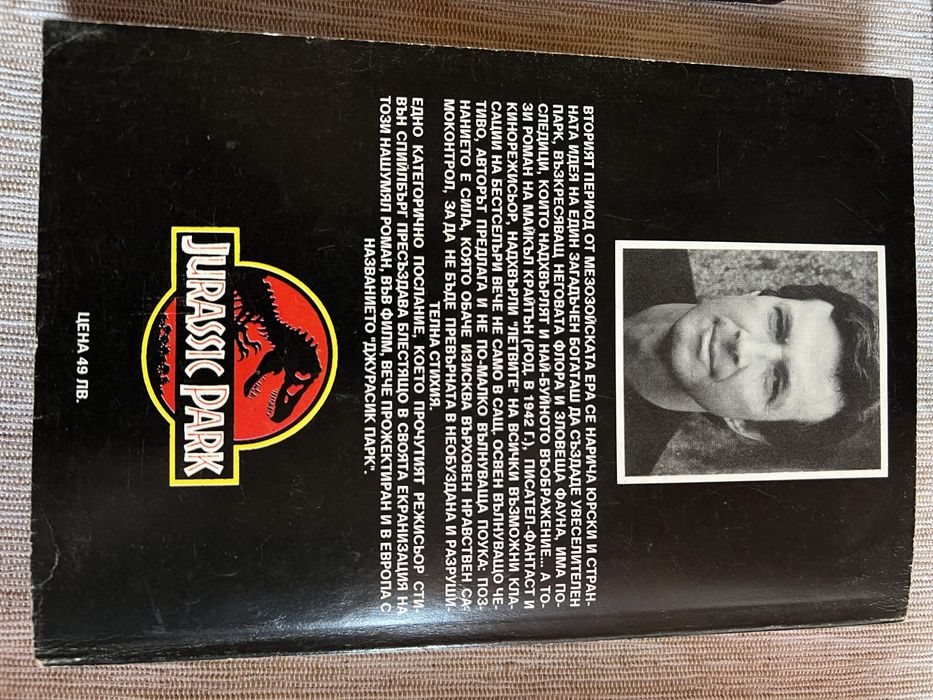 ВТОРИЯТ ПЕРИОД ОТ МЕЗОЗОЙСКАТА ЕРА СЕ НАРИЧА ЮРСКИ И СТРАН-
НАТА ИДЕЯ НА ЕДИН ЗАГАДЪЧЕН БОГАТАШ ДА СЪЗДАДЕ УВЕСЕЛИТЕЛЕН
ПАРК, ВЪЗКРЕСЯВАЩ НЕГОВАТА ФЛОРА И ЗЛОВЕЩА ФАУНА, ИМА ПО-
СЛЕДИЦИ, КОИТО НАДХВЪРЛЯТ И НАЙ-БУЙНОТО ВЪОБРАЖЕНИЕ... А ТО-
ЗИ РОМАН НА МАЙКЪЛ КРАЙТЪН (РОД. В 1942 Г.), ПИСАТЕЛ-ФАНТАСТ И
КИНОРЕЖИСЬОР, НАДХВЪРЛИ "ЛЕТВИТЕ" НА ВСИЧКИ ВЪЗМОЖНИ КЛА-
САЦИИ НА БЕСТСЕЛЪРИ ВЕЧЕ НЕ САМО В САЩ. ОСВЕН ВЪЛНУВАЩО ЧЕ-
ТИВО, АВТОРЪТ ПРЕДЛАГА И НЕ ПО-МАЛКО ВЪЛНУВАЩА ПОУКА: ПОЗ-
НАНИЕТО Е СИЛА, КОЯТО ОБАЧЕ ИЗИСКВА ВЪРХОВЕН НРАВСТВЕН СА-
МОКОНТРОЛ, ЗА ДА НЕ БЪДЕ ПРЕВЪРНАТА В НЕОБУЗДАНА И РАЗРУШИ-
ТЕЛНА СТИХИЯ.
ЕДНО КАТЕГОРИЧНО ПОСЛАНИЕ, КОЕТО ПРОЧУТИЯТ РЕЖИСЬОР СТИ-
ВЪН СПИЙЛБЪРГ ПРЕСЪЗДАВА БЛЕСТЯЩО В СВОЯТА ЕКРАНИЗАЦИЯ НА
ТОЗИ НАШУМЯЛ РОМАН, ВЪВ ФИЛМ, ВЕЧЕ ПРОЖЕКТИРАН И В ЕВРОПА С
НАЗВАНИЕТО "ДЖУРАСИК ПАРК".
JURASSIC PARK
ЦЕНА 49 ЛВ.